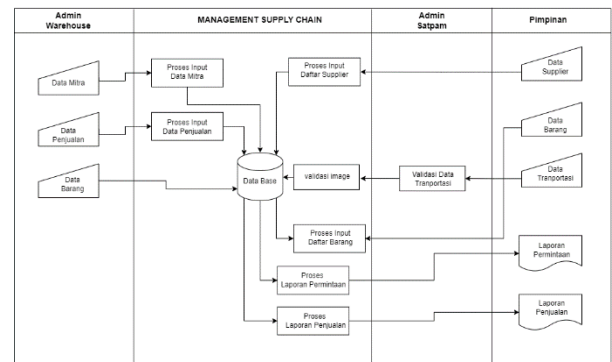 Admin
Warehouse
MANAGEMENT SUPPLY CHAIN
Admin
Satpam
Pimpinan
Data Mitra
Proses Input
Data Mitra
Proses Input
Daftar Supplier
Data
Supplier
Data
Penjualan
Proses Input
Data Penjualan
Data
Barang
Data
Barang
Data Base
validasi image
Validasi Data
Tranportasi
Data
Tranportasi
Proses Input
Daftar Barang
Proses
Laporan Permintaan
Laporan
Permintaan
Proses
Laporan Penjualan
Laporan
Penjualan